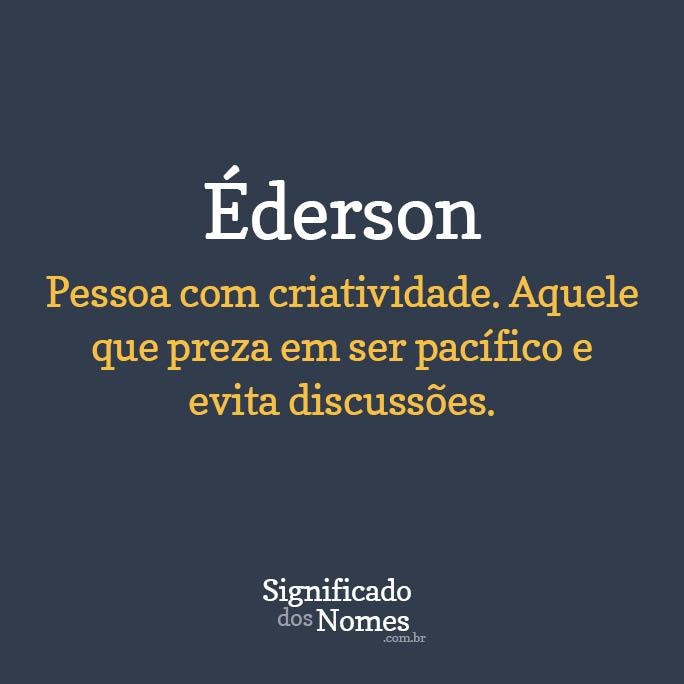 Éderson
Pessoa com criatividade. Aquele
que preza em ser pacífico e
evita discussões.
Significado
dos Nomes
.com.br